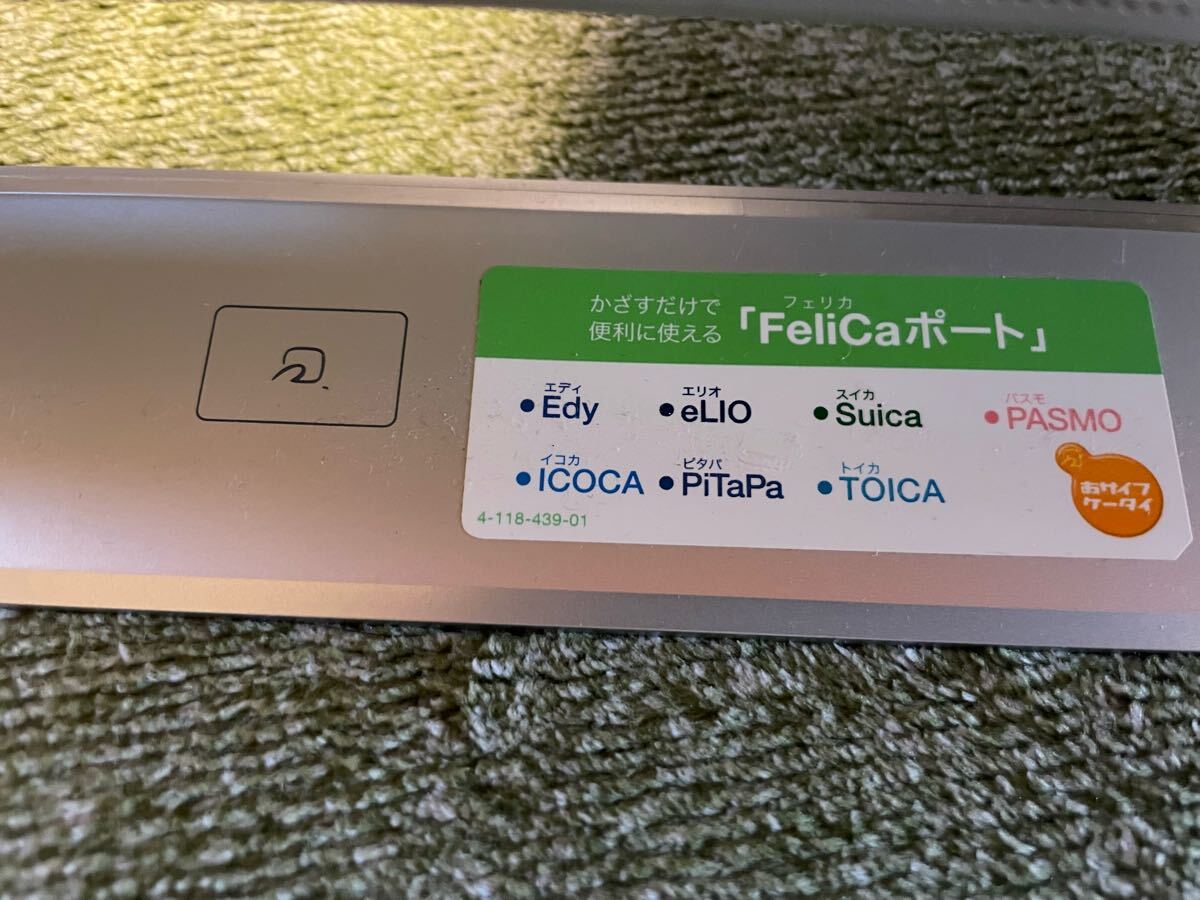 かざすだけで
便利に使える
フェリカ
「FeliCaポート」
エディ
• Edy
エリオ
• eLIO
スイカ
• Suica
パスモ
• PASMO
イコカ
• ICOCA
ピタパ
• PiTaPa
トイカ
• TOICA
おサイフ
ケータイ
4-118-439-01